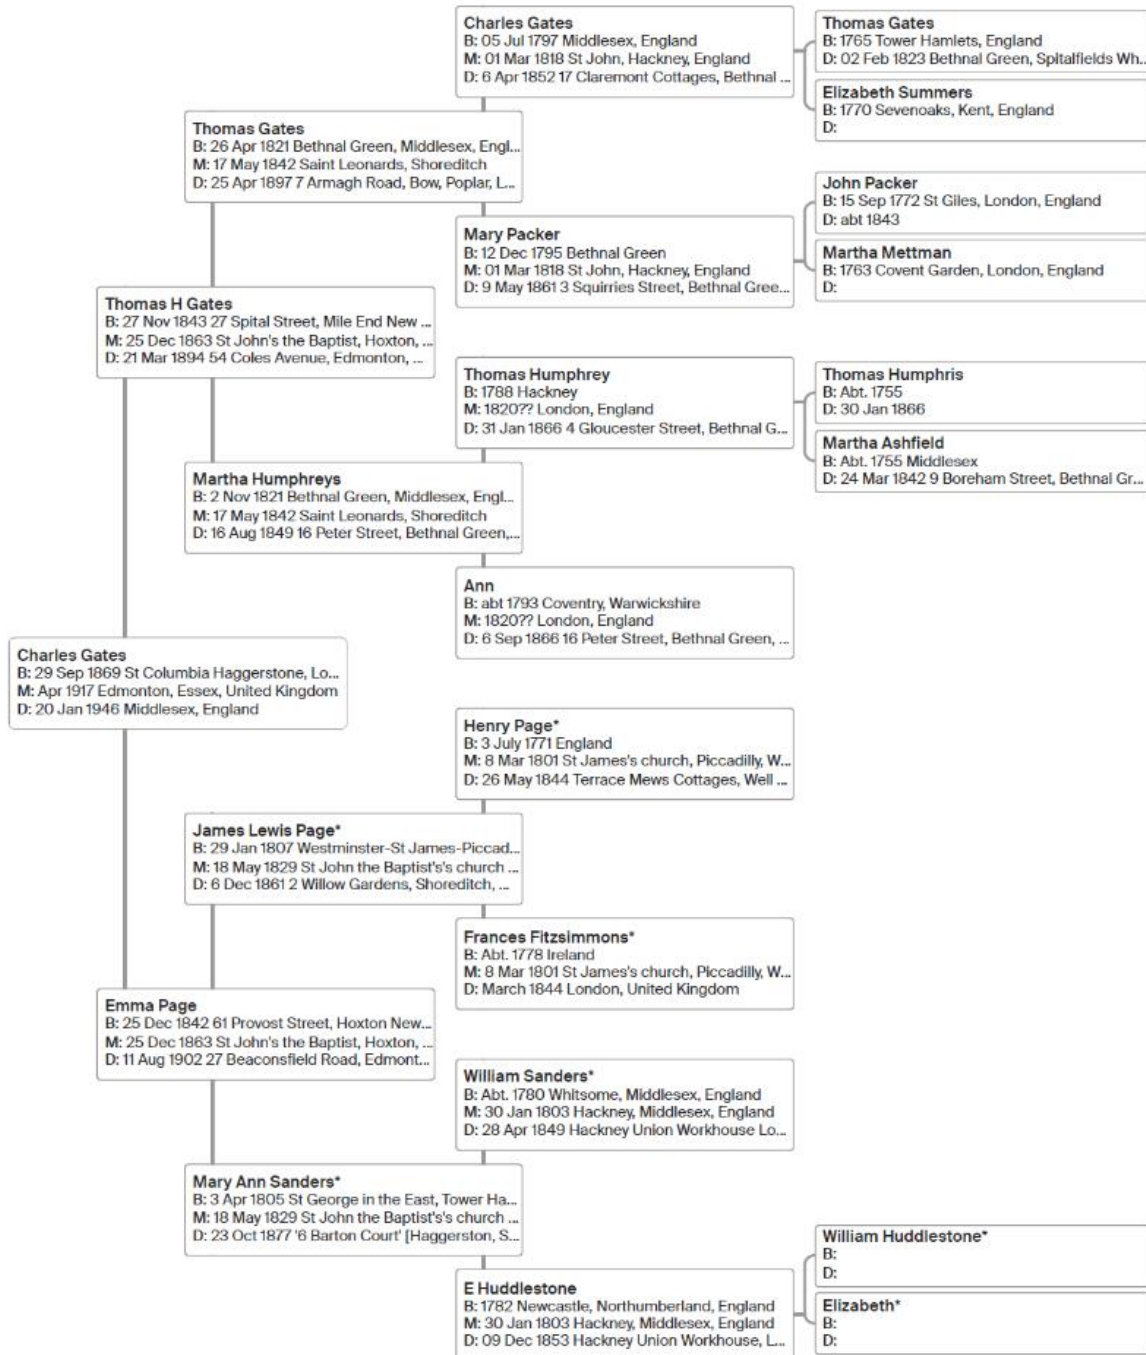 Charles Gates
B: 05 Jul 1797 Middlesex, England
M: 01 Mar 1818 St John, Hackney, England
D: 6 Apr 1852 17 Claremont Cottages, Bethnal ...
Thomas Gates
B: 1765 Tower Hamlets, England
D: 02 Feb 1823 Bethnal Green, Spitalfields Wh...
Elizabeth Summers
B: 1770 Sevenoaks, Kent, England
D:
Thomas Gates
B: 26 Apr 1821 Bethnal Green, Middlesex, Engl...
M: 17 May 1842 Saint Leonards, Shoreditch
D: 25 Apr 1897 7 Armagh Road, Bow, Poplar, L...
John Packer
B: 15 Sep 1772 St Giles, London, England
D: abt 1843
Mary Packer
B: 12 Dec 1795 Bethnal Green
M: 01 Mar 1818 St John, Hackney, England
D: 9 May 1861 3 Squirries Street, Bethnal Gree...
Martha Mettman
B: 1763 Covent Garden, London, England
D:
Thomas H Gates
B: 27 Nov 1843 27 Spital Street, Mile End New ...
M: 25 Dec 1863 St John's the Baptist, Hoxton, ...
D: 21 Mar 1894 54 Coles Avenue, Edmonton, ...
Thomas Humphrey
B: 1788 Hackney
M: 1820?? London, England
D: 31 Jan 1866 4 Gloucester Street, Bethnal G...
Thomas Humphris
B: Abt. 1755
D: 30 Jan 1866
Martha Ashfield
B: Abt. 1755 Middlesex
D: 24 Mar 1842 9 Boreham Street, Bethnal Gr...
Martha Humphreys
B: 2 Nov 1821 Bethnal Green, Middlesex, Engl...
M: 17 May 1842 Saint Leonards, Shoreditch
D: 16 Aug 1849 16 Peter Street, Bethnal Green,...
Ann
B: abt 1793 Coventry, Warwickshire
M: 1820?? London, England
D: 6 Sep 1866 16 Peter Street, Bethnal Green, ...
Charles Gates
B: 29 Sep 1869 St Columbia Haggerstone, Lo...
M: Apr 1917 Edmonton, Essex, United Kingdom
D: 20 Jan 1946 Middlesex, England
Henry Page*
B: 3 July 1771 England
M: 8 Mar 1801 St James's church, Piccadilly, W...
D: 26 May 1844 Terrace Mews Cottages, Well ...
James Lewis Page*
B: 29 Jan 1807 Westminster-St James-Piccad...
M: 18 May 1829 St John the Baptist's's church ...
D: 6 Dec 1861 2 Willow Gardens, Shoreditch, ...
Frances Fitzsimmons*
B: Abt. 1778 Ireland
M: 8 Mar 1801 St James's church, Piccadilly, W...
D: March 1844 London, United Kingdom
Emma Page
B: 25 Dec 1842 61 Provost Street, Hoxton New...
M: 25 Dec 1863 St John's the Baptist, Hoxton, ...
D: 11 Aug 1902 27 Beaconsfield Road, Edmont...
William Sanders*
B: Abt. 1780 Whitsome, Middlesex, England
M: 30 Jan 1803 Hackney, Middlesex, England
D: 28 Apr 1849 Hackney Union Workhouse Lo...
Mary Ann Sanders*
B: 3 Apr 1805 St George in the East, Tower Ha...
M: 18 May 1829 St John the Baptist's's church ...
D: 23 Oct 1877 '6 Barton Court' [Haggerston, S...
E Huddlestone
B: 1782 Newcastle, Northumberland, England
M: 30 Jan 1803 Hackney, Middlesex, England
D: 09 Dec 1853 Hackney Union Workhouse, L...
William Huddlestone*
B:
D:
Elizabeth*
B:
D: